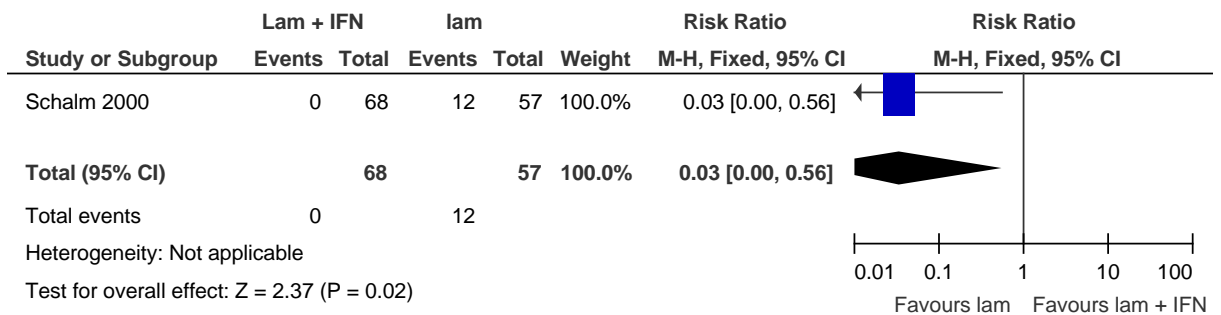 Lam + IFN lam Risk Ratio Risk Ratio
Study or Subgroup Events Total Events Total Weight M-H, Fixed, 95% CI M-H, Fixed, 95% CI
Schalm 2000 0 68 12 57 100.0% 0.03 [0.00, 0.56]
Total (95% CI) 68 57 100.0% 0.03 [0.00, 0.56]
Total events 0 12
Heterogeneity: Not applicable
Test for overall effect: Z = 2.37 (P = 0.02)
0.01 0.1 1 10 100
Favours lam Favours lam + IFN